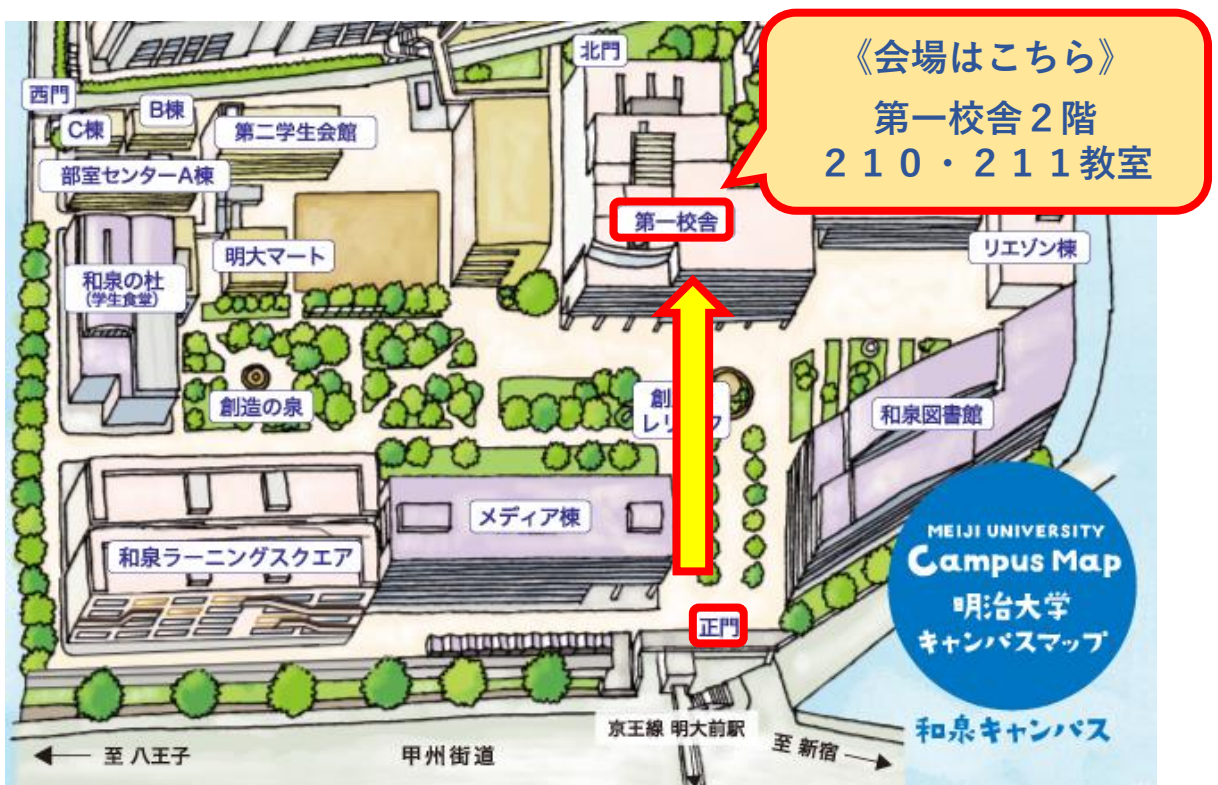 《会場はこちら》
第一校舎２階
２１０・２１１教室
北門
西門
B棟
C棟
第二学生会館
部室センターA棟
第一校舎
明大マート
リエゾン棟
和泉の杜
(学生食堂)
創造の泉
創
レリ
和泉図書館
メディア棟
和泉ラーニングスクエア
正門
MEIJI UNIVERSITY
Campus Map
明治大学
キャンパスマップ
和泉キャンパス
京王線 明大前駅
至 八王子
甲州街道
至 新宿